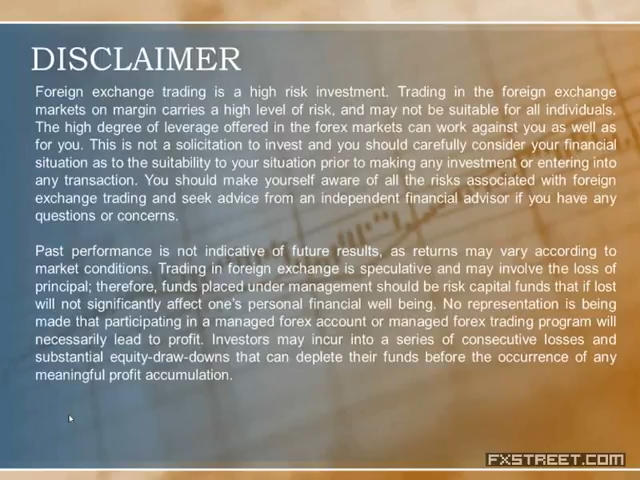 DISCLAIMER
Foreign exchange trading is a high risk investment. Trading in the foreign exchange
markets on margin carries a high level of risk, and may not be suitable for all individuals.
The high degree of leverage offered in the forex markets can work against you as well as
for you. This is not a solicitation to invest and you should carefully consider your financial
situation as to the suitability to your situation prior to making any investment or entering into
any transaction. You should make yourself aware of all the risks associated with foreign
exchange trading and seek advice from an independent financial advisor if you have any
questions or concerns.
Past performance is not indicative of future results, as returns may vary according to
market conditions. Trading in foreign exchange is speculative and may involve the loss of
principal; therefore, funds placed under management should be risk capital funds that if lost
will not significantly affect one's personal financial well being. No representation is being
made that participating in a managed forex account or managed forex trading program will
necessarily lead to profit. Investors may incur into a series of consecutive losses and
substantial equity-draw-downs that can deplete their funds before the occurrence of any
meaningful profit accumulation.
FXSTREET.COM